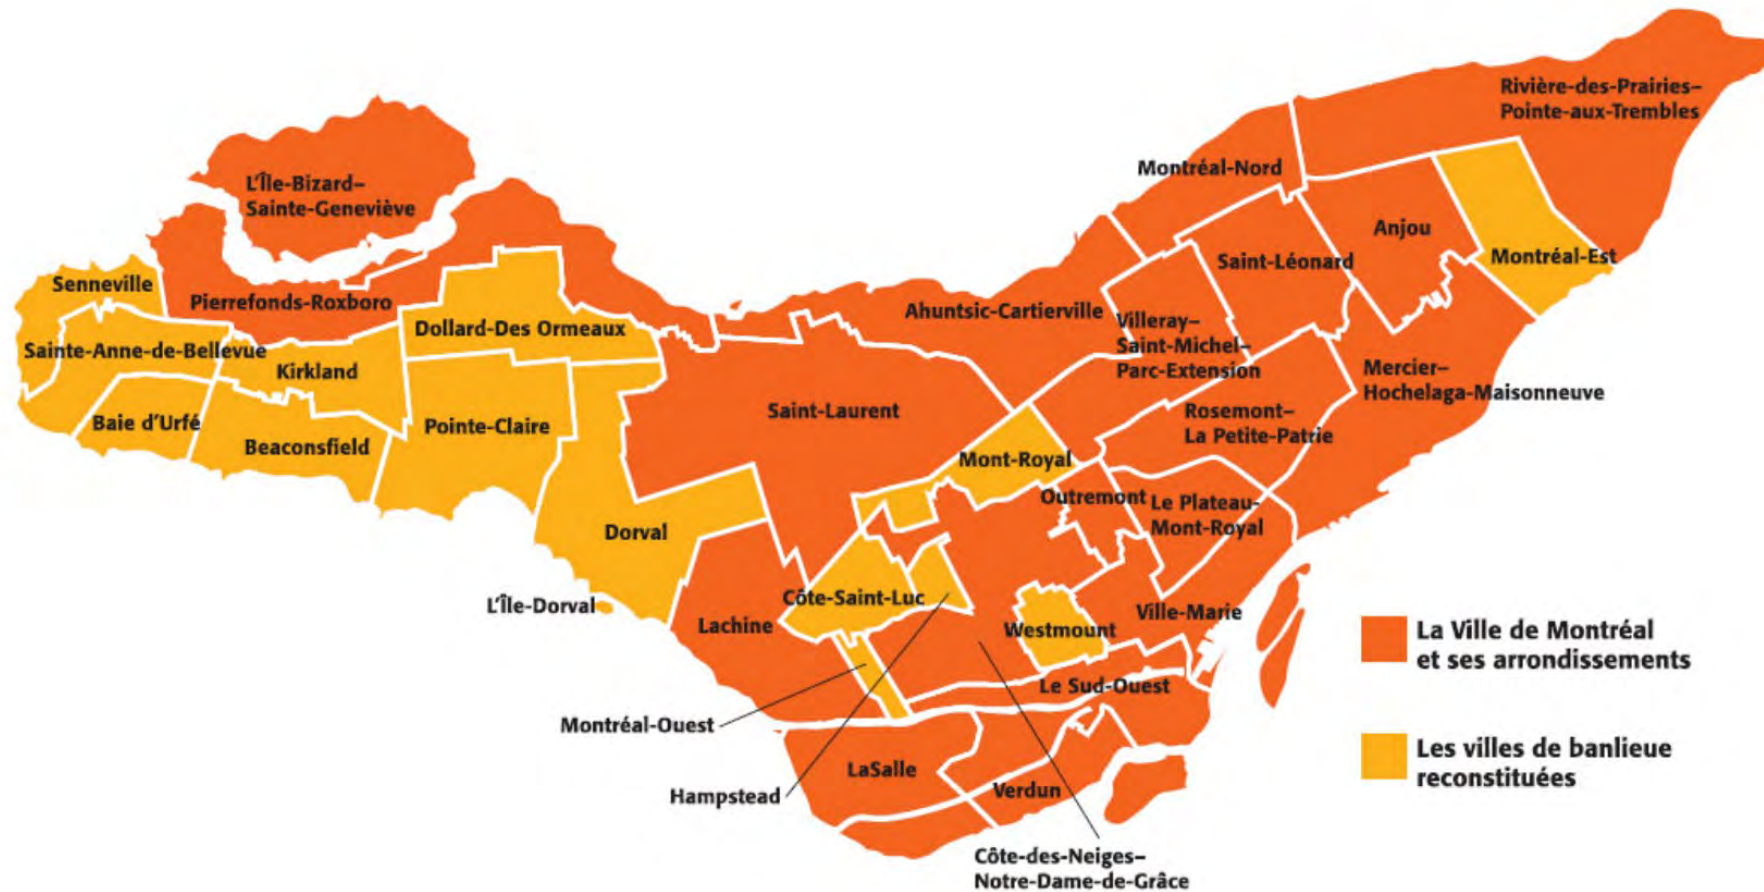 Rivière-des-Prairies–
Pointe-aux-Trembles
Montréal-Nord
L'Île-Bizard–
Sainte-Geneviève
Anjou
Montréal-Est
Saint-Léonard
Senneville
Pierrefonds-Roxboro
Ahuntsic-Cartierville
Villeray–
Saint-Michel–
Parc-Extension
Dollard-Des Ormeaux
Sainte-Anne-de-Bellevue
Kirkland
Mercier–
Hochelaga-Maisonneuve
Saint-Laurent
Rosemont–
La Petite-Patrie
Baie d'Urfé
Beaconsfield
Pointe-Claire
Mont-Royal
Outremont
Le Plateau-
Mont-Royal
Dorval
L'Île-Dorval
Côte-Saint-Luc
Lachine
Westmount
Ville-Marie
La Ville de Montréal
et ses arrondissements
Le Sud-Ouest
Montréal-Ouest
Les villes de banlieue
reconstituées
LaSalle
Hampstead
Verdun
Côte-des-Neiges–
Notre-Dame-de-Grâce